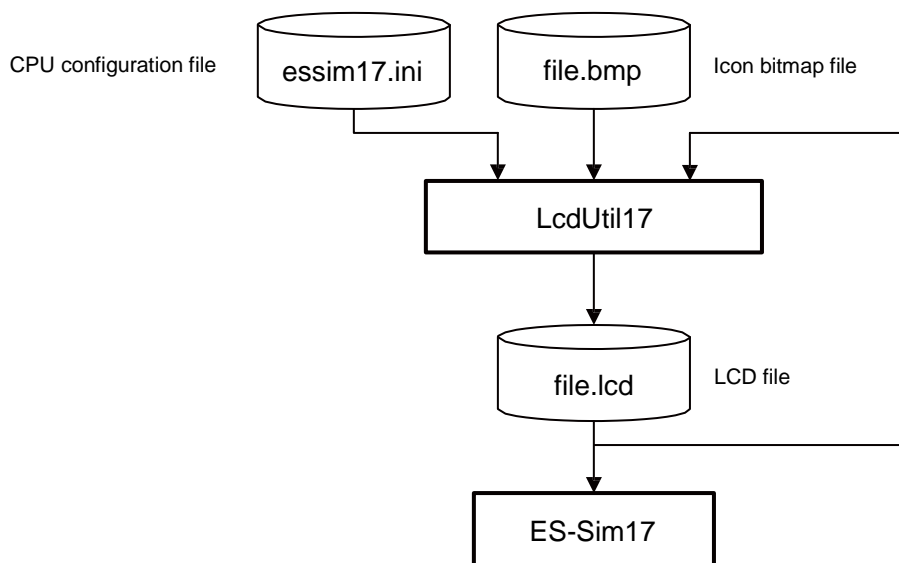 CPU configuration file
essim17.ini
file.bmp
Icon bitmap file
LcdUtil17
file.lcd
LCD file
ES-Sim17